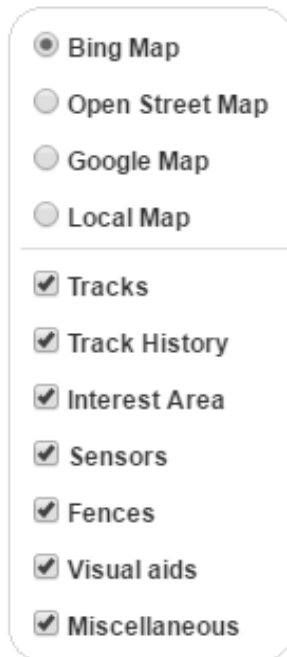 Bing Map
Open Street Map
Google Map
Local Map
Tracks
Track History
Interest Area
Sensors
Fences
Visual aids
Miscellaneous